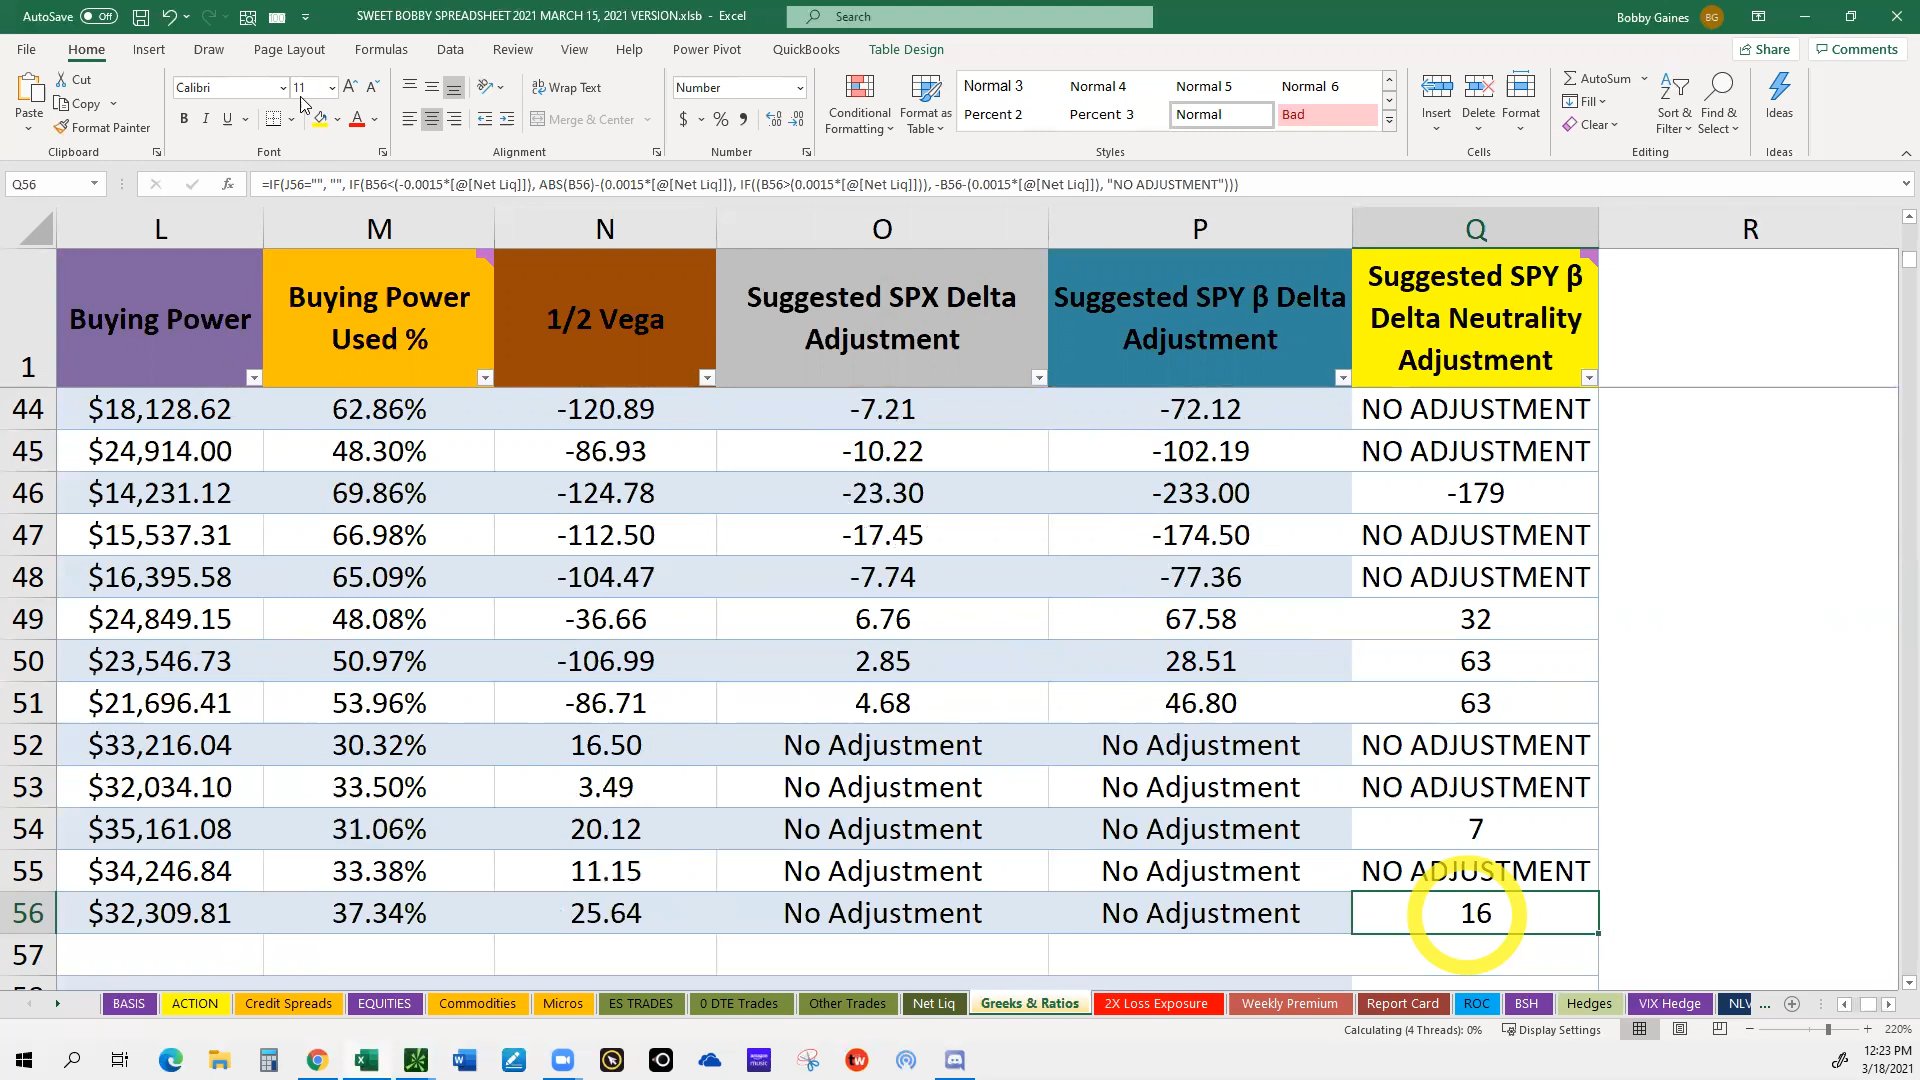 AutoSave Off SWEET BOBBY SPREADSHEET 2021 MARCH 15, 2021 VERSION.xlsb - Excel Search Bobby Gaines BG
File Home Insert Draw Page Layout Formulas Data Review View Help Power Pivot QuickBooks Table Design Share Comments
Paste Cut Copy Format Painter Clipboard
Calibri 11 B I U A Font
Wrap Text Merge & Center Alignment
Number $ % Number
Conditional Formatting Format as Table
Normal 3 Normal 4 Normal 5 Normal 6
Percent 2 Percent 3 Normal Bad
Styles
Insert Delete Format Cells
AutoSum Fill Clear Sort & Filter Find & Select Editing
Ideas Ideas
Q56 fx =IF(J56="", "", IF(B56<(-0.0015*[@[Net Liq]]), ABS(B56)-(0.0015*[@[Net Liq]]), IF((B56>(0.0015*[@[Net Liq]])), -B56-(0.0015*[@[Net Liq]]), "NO ADJUSTMENT")))
L M N O P Q R
1 Buying Power Buying Power Used % 1/2 Vega Suggested SPX Delta Adjustment Suggested SPY β Delta Adjustment Suggested SPY β Delta Neutrality Adjustment
44 $18,128.62 62.86% -120.89 -7.21 -72.12 NO ADJUSTMENT
45 $24,914.00 48.30% -86.93 -10.22 -102.19 NO ADJUSTMENT
46 $14,231.12 69.86% -124.78 -23.30 -233.00 -179
47 $15,537.31 66.98% -112.50 -17.45 -174.50 NO ADJUSTMENT
48 $16,395.58 65.09% -104.47 -7.74 -77.36 NO ADJUSTMENT
49 $24,849.15 48.08% -36.66 6.76 67.58 32
50 $23,546.73 50.97% -106.99 2.85 28.51 63
51 $21,696.41 53.96% -86.71 4.68 46.80 63
52 $33,216.04 30.32% 16.50 No Adjustment No Adjustment NO ADJUSTMENT
53 $32,034.10 33.50% 3.49 No Adjustment No Adjustment NO ADJUSTMENT
54 $35,161.08 31.06% 20.12 No Adjustment No Adjustment 7
55 $34,246.84 33.38% 11.15 No Adjustment No Adjustment NO ADJUSTMENT
56 $32,309.81 37.34% 25.64 No Adjustment No Adjustment 16
57
BASIS ACTION Credit Spreads EQUITIES Commodities Micros ES TRADES 0 DTE Trades Other Trades Net Liq Greeks & Ratios 2X Loss Exposure Weekly Premium Report Card ROC BSH Hedges VIX Hedge NLV ...
Calculating (4 Threads): 0% Display Settings 220%
12:23 PM
3/18/2021